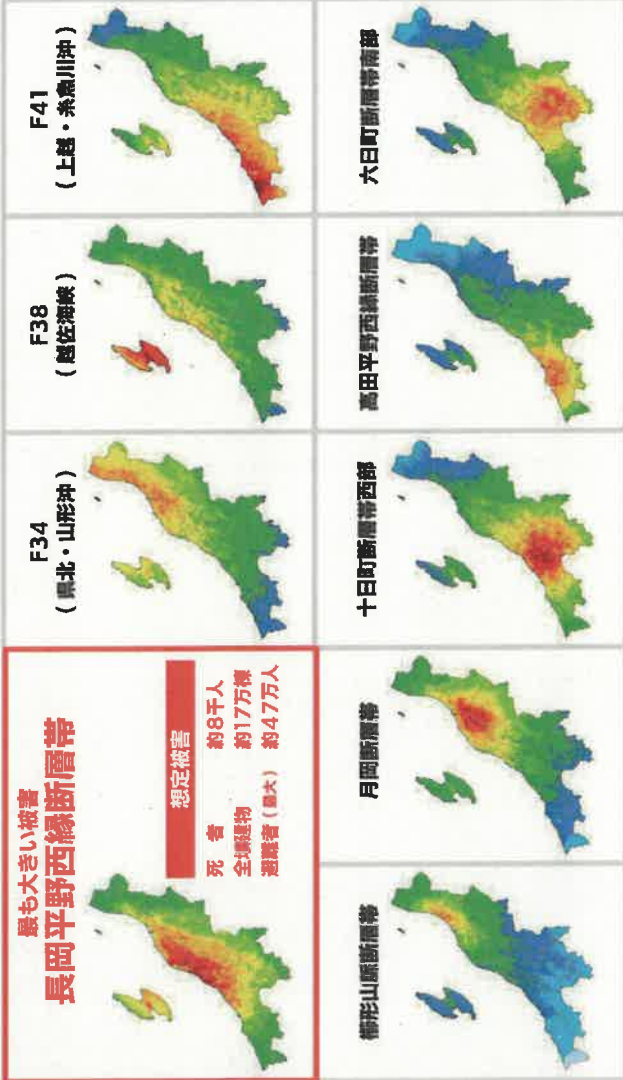 最も大きい被害
長岡平野西縁断層帯
想定被害
死者 約8千人
全壊建物 約17万棟
避難者(最大) 約47万人
F34
(県北・山形沖)
F38
(越佐海峡)
F41
(上越・糸魚川沖)
櫛形山脈断層帯
月岡断層帯
十日町断層帯西部
高田平野西縁断層帯
六日町断層帯南部